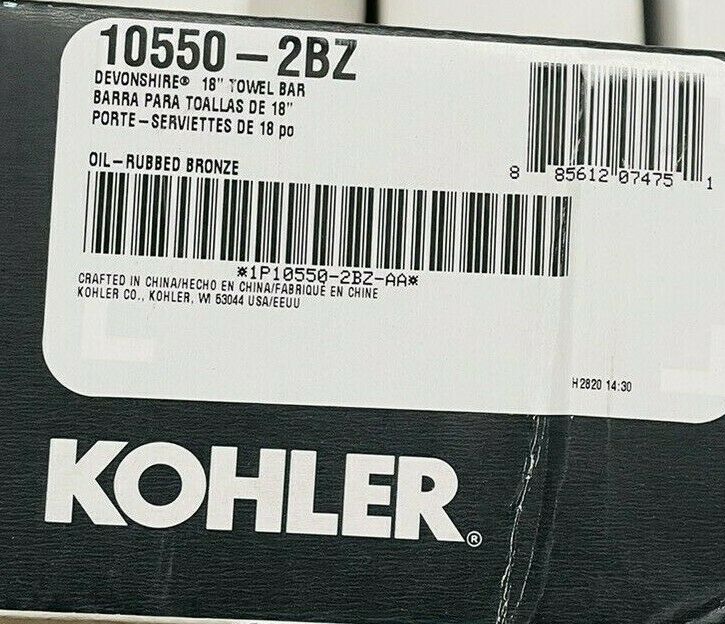 10550-2BZ
DEVONSHIRE® 18" TOWEL BAR
BARRA PARA TOALLAS DE 18"
PORTE-SERVIETTES DE 18 po
OIL-RUBBED BRONZE
8 85612 07475 1
*1P10550-2BZ-AA*
CRAFTED IN CHINA/HECHO EN CHINA/FABRIQUÉ EN CHINE
KOHLER CO., KOHLER, WI 53044 USA/EEUU
H2820 14:30
KOHLER®